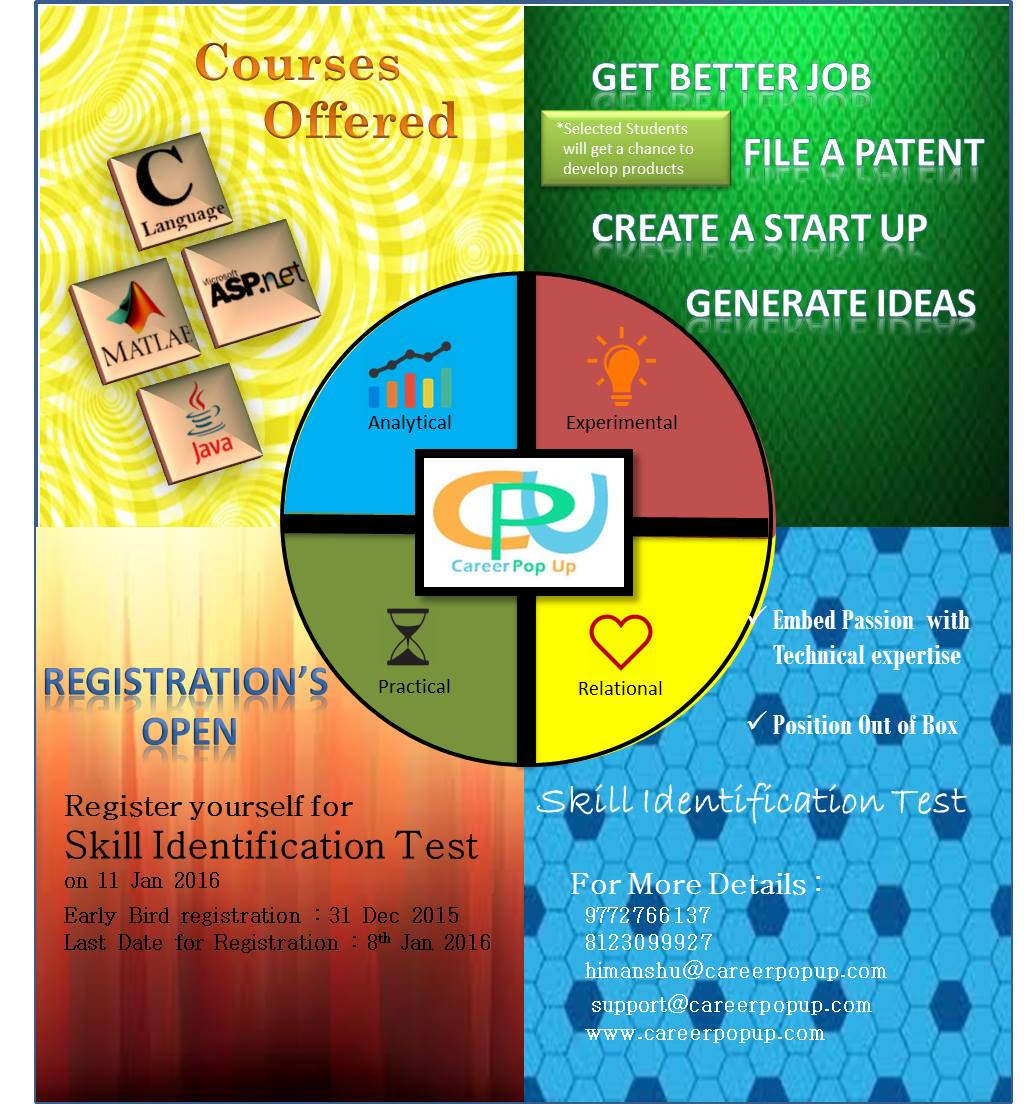 Courses
Offered
C
Language
Microsoft
ASP.net
MATLAB
Java
GET BETTER JOB
*Selected Students
will get a chance to
develop products
FILE A PATENT
CREATE A START UP
GENERATE IDEAS
Analytical
Experimental
CPU
Career Pop Up
Practical
Relational
REGISTRATION'S
OPEN
Register yourself for
Skill Identification Test
on 11 Jan 2016
Early Bird registration : 31 Dec 2015
Last Date for Registration : 8th Jan 2016
✓ Embed Passion with
Technical expertise
✓ Position Out of Box
Skill Identification Test
For More Details :
9772766137
8123099927
himanshu@careerpopup.com
support@careerpopup.com
www.careerpopup.com